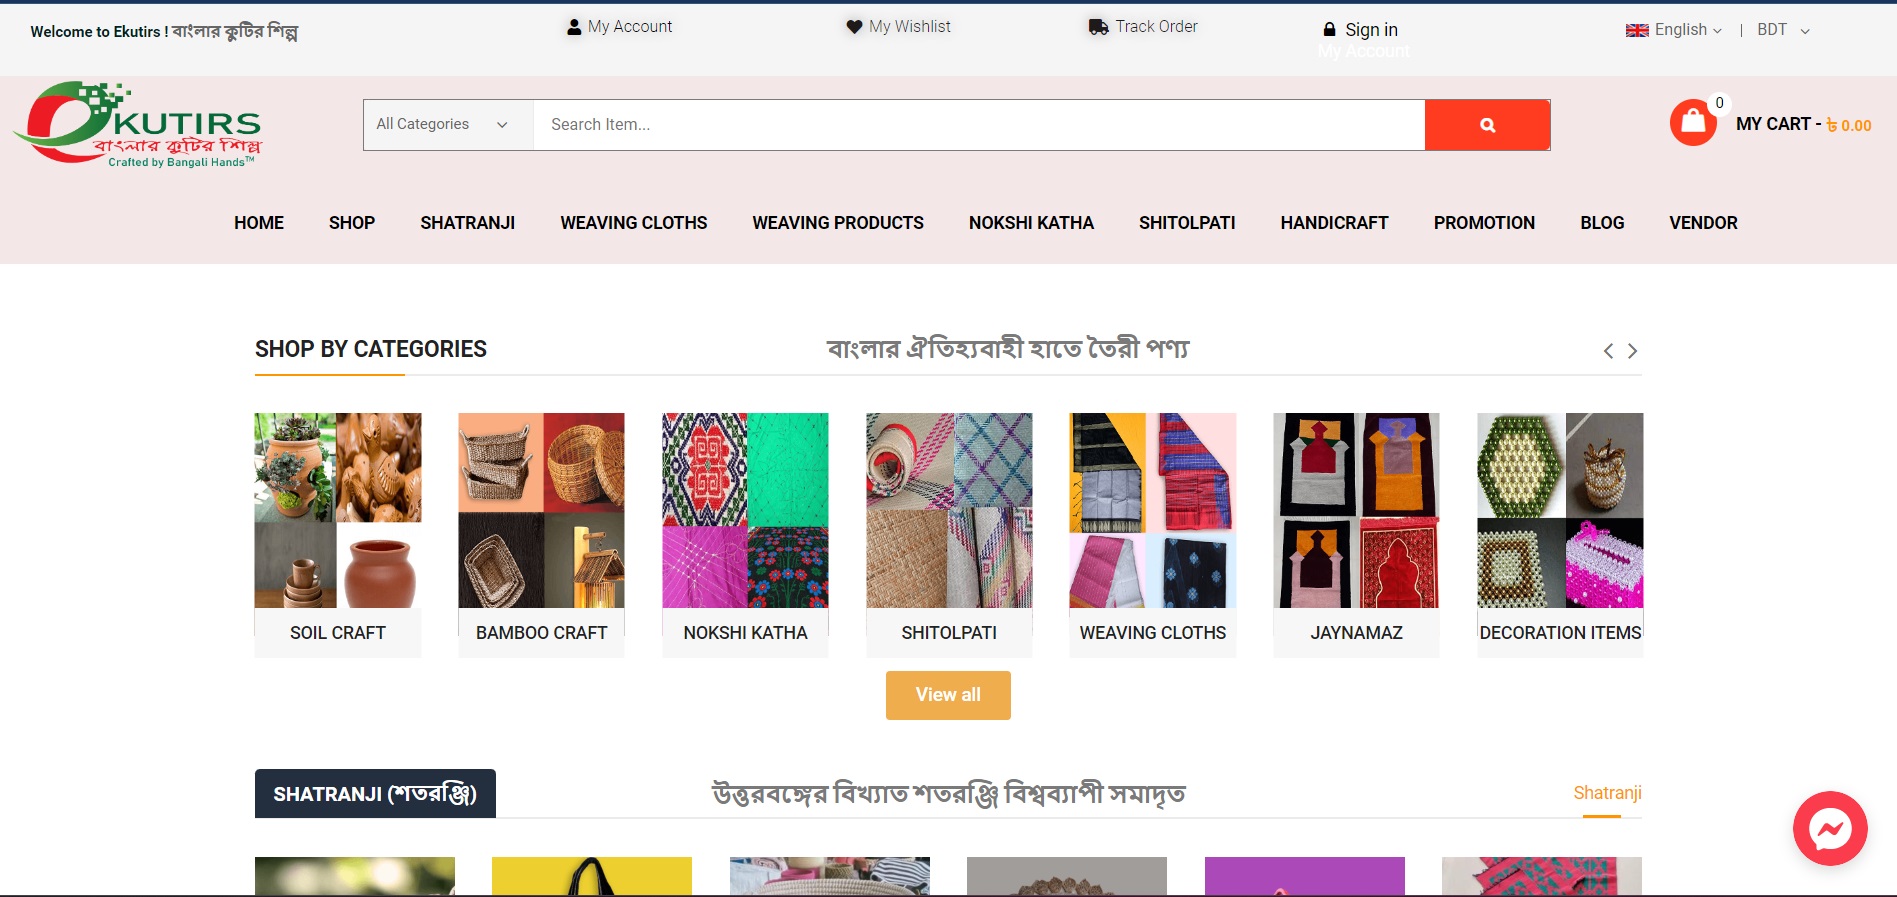 Welcome to Ekutirs ! বাংলার কুটির শিল্প
My Account
My Wishlist
Track Order
Sign in
My Account
English
BDT
KUTIRS
বাংলার কুটির শিল্প
Crafted by Bangali Hands™
All Categories
Search Item...
0
MY CART - ৳ 0.00
HOME SHOP SHATRANJI WEAVING CLOTHS WEAVING PRODUCTS NOKSHI KATHA SHITOLPATI HANDICRAFT PROMOTION BLOG VENDOR
SHOP BY CATEGORIES
বাংলার ঐতিহ্যবাহী হাতে তৈরী পণ্য
SOIL CRAFT
BAMBOO CRAFT
NOKSHI KATHA
SHITOLPATI
WEAVING CLOTHS
JAYNAMAZ
DECORATION ITEMS
View all
SHATRANJI (শতরঞ্জি)
উত্তরবঙ্গের বিখ্যাত শতরঞ্জি বিশ্বব্যাপী সমাদৃত
Shatranji